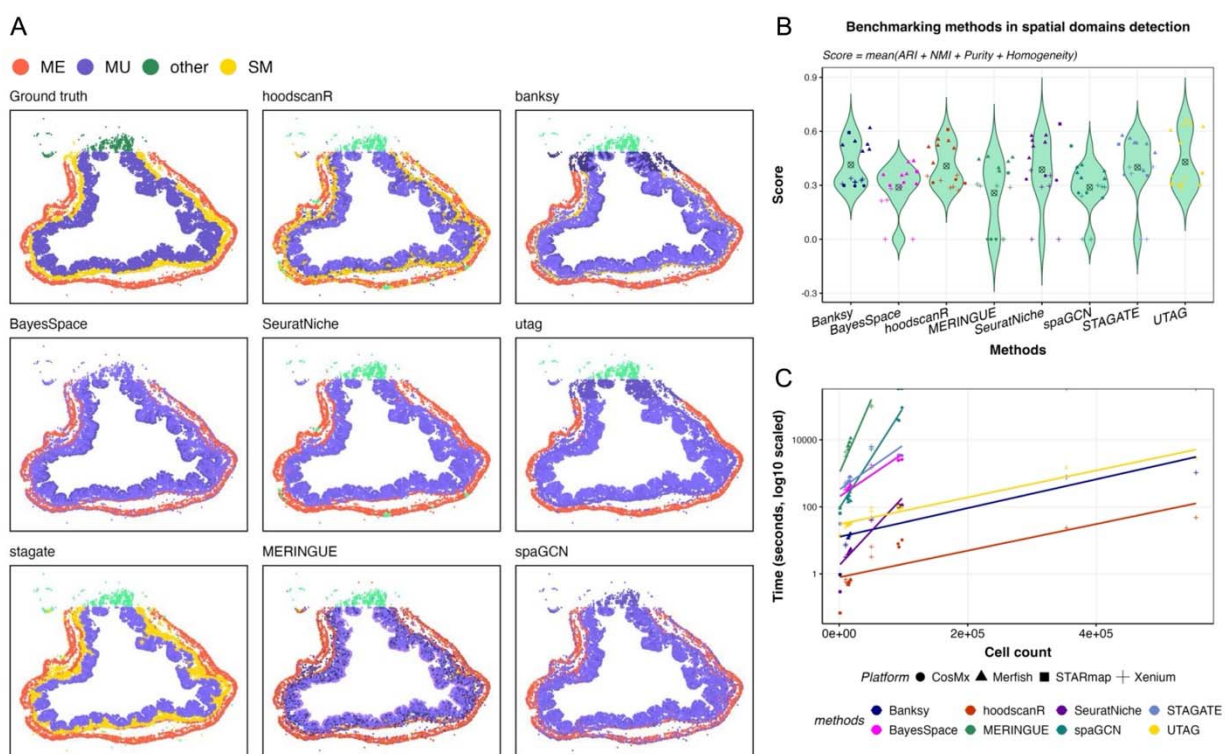 A
ME MU other SM
Ground truth hoodscanR banksy
BayesSpace SeuratNiche utag
stagate MERINGUE spaGCN
B
Benchmarking methods in spatial domains detection
Score = mean(ARI + NMI + Purity + Homogeneity)
0.9
0.6
0.3
0.0
-0.3
Score
Banksy BayesSpace hoodscanR MERINGUE SeuratNiche spaGCN STAGATE UTAG
Methods
C
10000
100
1
Time (seconds, log10 scaled)
0e+00 2e+05 4e+05
Cell count
Platform CosMx Merfish STARmap Xenium
methods Banksy hoodscanR SeuratNiche STAGATE
BayesSpace MERINGUE spaGCN UTAG